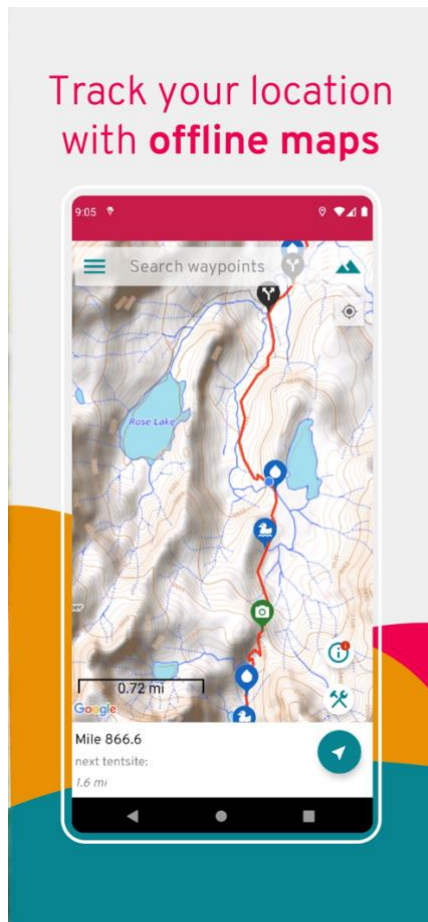 Track your location
with offline maps
9:05
Search waypoints
Rose Lake
0.72 mi
Google
Mile 866.6
next tentsite:
1.6 mi